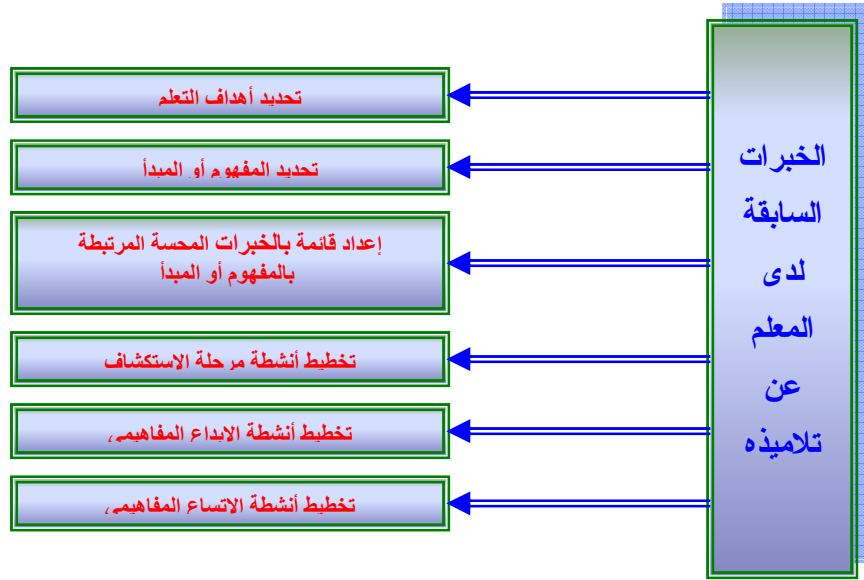 الخبرات
السابقة
لدى
المعلم
عن
تلاميذه
تحديد أهداف التعلم
تحديد المفهوم أو المبدأ
إعداد قائمة بالخبرات المحسة المرتبطة
بالمفهوم أو المبدأ
تخطيط أنشطة مرحلة الاستكشاف
تخطيط أنشطة الابداع المفاهيمي
تخطيط أنشطة الاتساع المفاهيمي